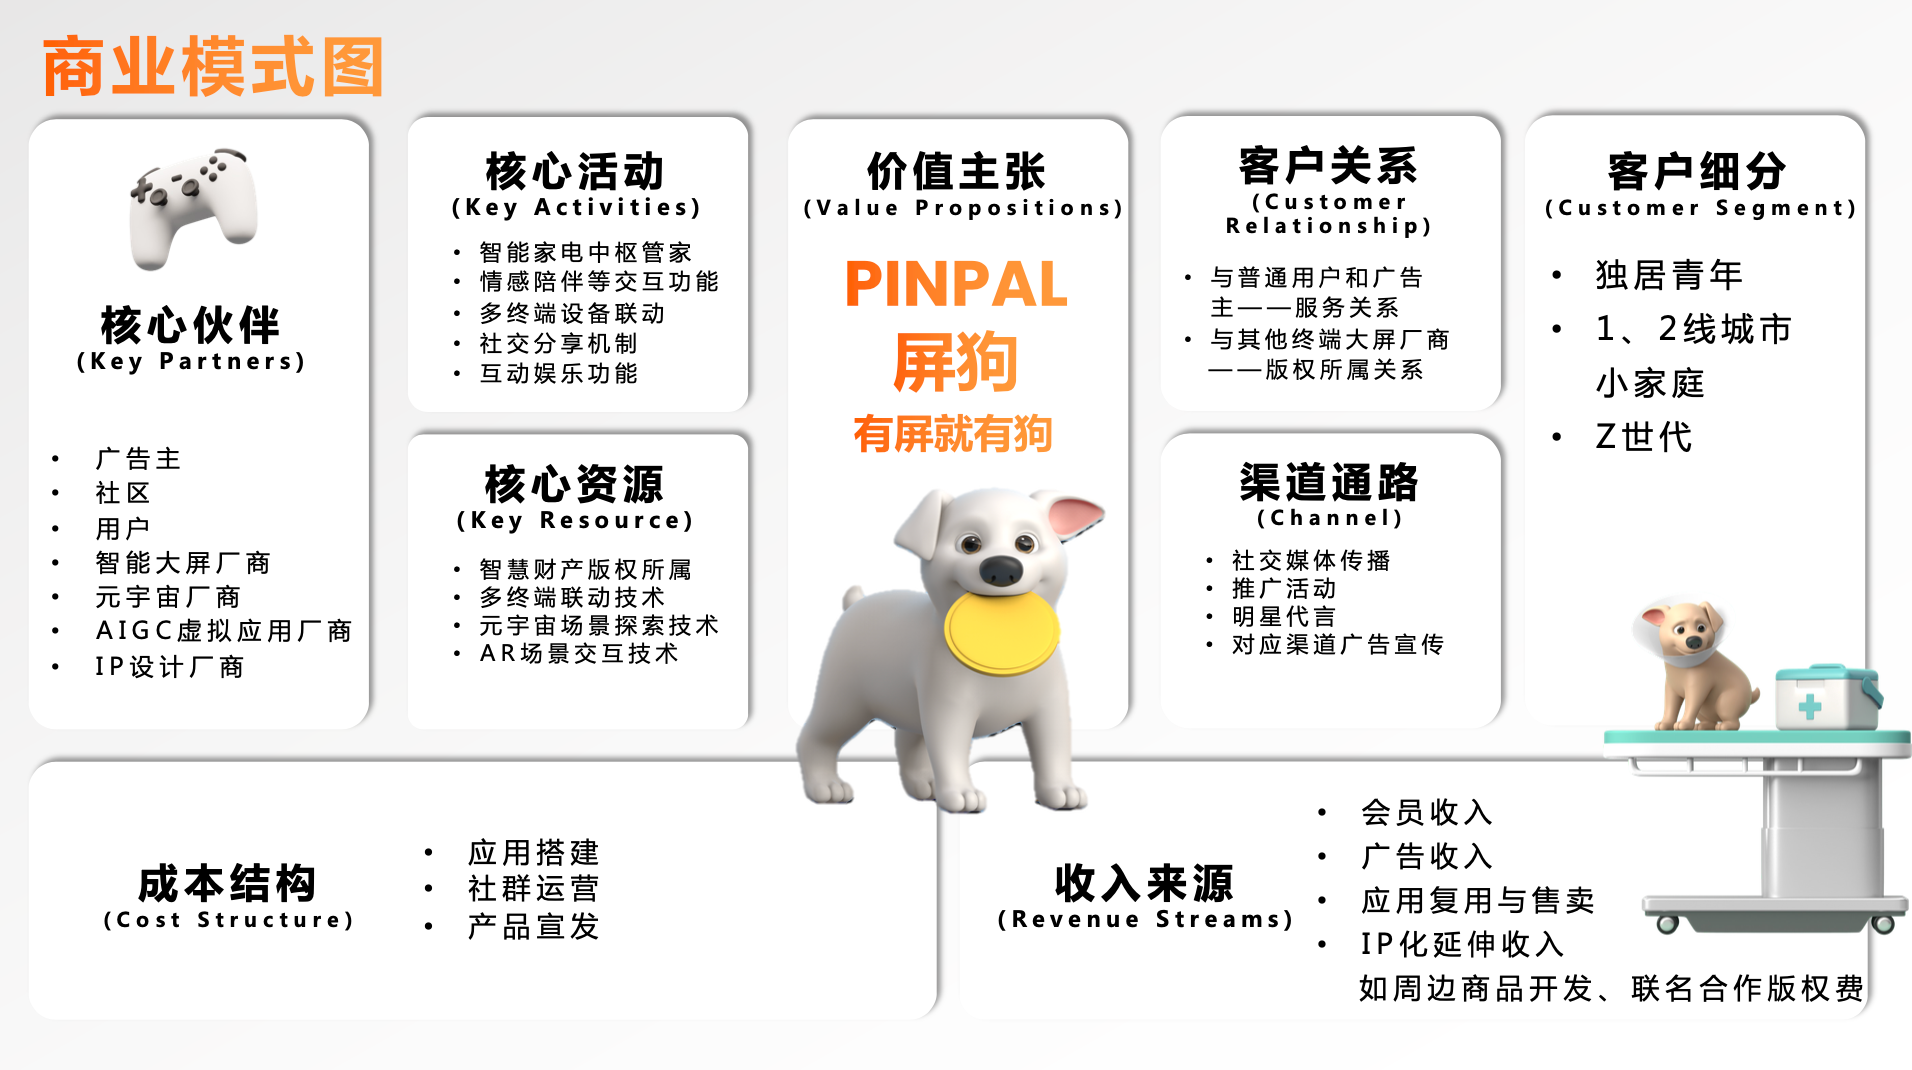 商业模式图
核心伙伴
(Key Partners)
• 广告主
• 社区
• 用户
• 智能大屏厂商
• 元宇宙厂商
• AIGC虚拟应用厂商
• IP设计厂商
核心活动
(Key Activities)
• 智能家电中枢管家
• 情感陪伴等交互功能
• 多终端设备联动
• 社交分享机制
• 互动娱乐功能
核心资源
(Key Resource)
• 智慧财产版权所属
• 多终端联动技术
• 元宇宙场景探索技术
• AR场景交互技术
价值主张
(Value Propositions)
PINPAL
屏狗
有屏就有狗
客户关系
(Customer
Relationship)
• 与普通用户和广告
主——服务关系
• 与其他终端大屏厂商
——版权所属关系
渠道通路
(Channel)
• 社交媒体传播
• 推广活动
• 明星代言
• 对应渠道广告宣传
客户细分
(Customer Segment)
• 独居青年
• 1、2线城市
小家庭
• Z世代
成本结构
(Cost Structure)
• 应用搭建
• 社群运营
• 产品宣发
收入来源
(Revenue Streams)
• 会员收入
• 广告收入
• 应用复用与售卖
• IP化延伸收入
如周边商品开发、联名合作版权费